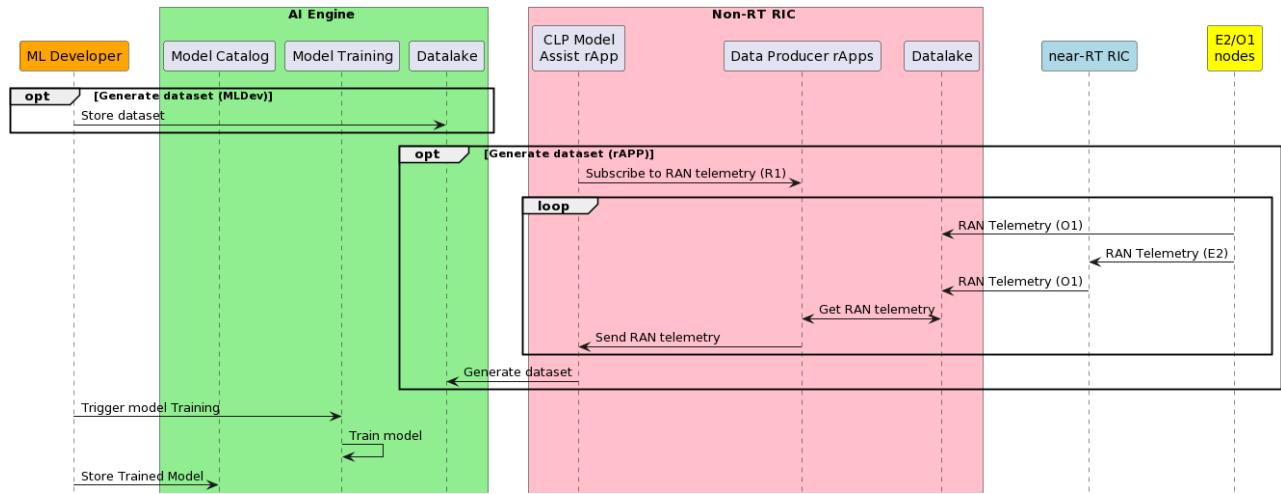 AI Engine
Non-RT RIC
ML Developer
Model Catalog
Model Training
Datalake
CLP Model
Assist rApp
Data Producer rApps
Datalake
near-RT RIC
E2/O1
nodes
opt [Generate dataset (MLDev)]
Store dataset
opt [Generate dataset (rAPP)]
Subscribe to RAN telemetry (R1)
loop
RAN Telemetry (O1)
RAN Telemetry (E2)
RAN Telemetry (O1)
Get RAN telemetry
Send RAN telemetry
Generate dataset
Trigger model Training
Train model
Store Trained Model